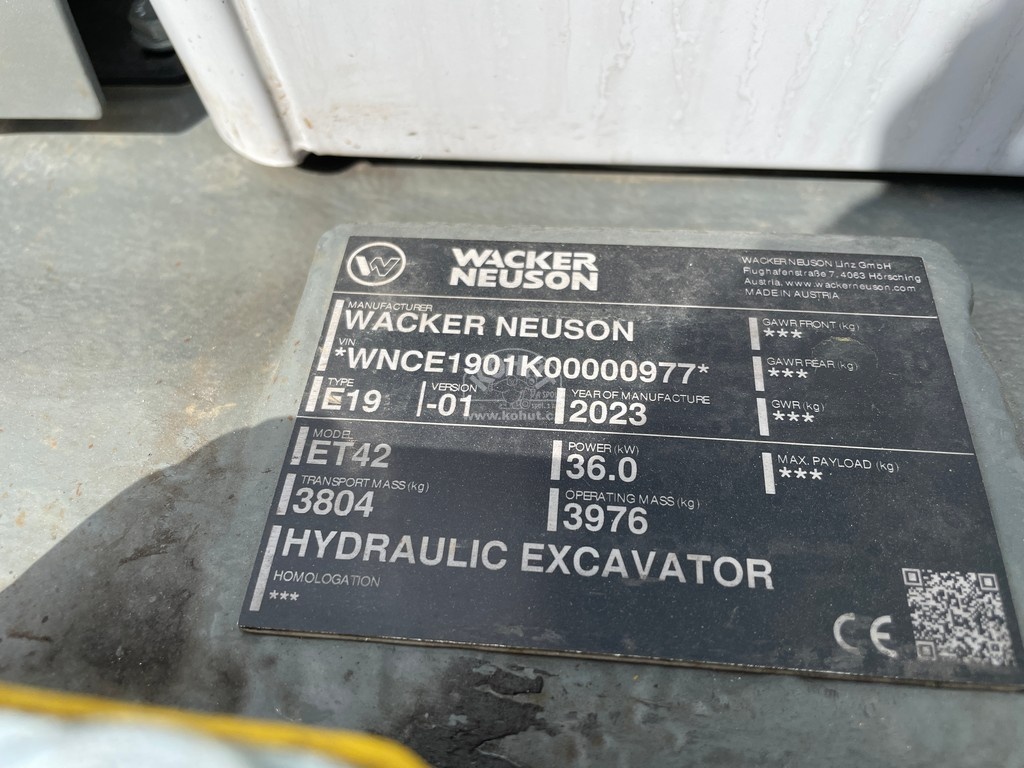 WACKER
NEUSON
WACKER NEUSON Linz GmbH
Flughafenstraße 7, 4063 Hörsching
Austria, www.wackerneuson.com
MADE IN AUSTRIA
MANUFACTURER
WACKER NEUSON
GAWR FRONT (kg)
***
VIN
*WNCE1901K00000977*
GAWR REAR (kg)
***
TYPE
E19
VERSION
-01
YEAR OF MANUFACTURE
2023
GWR (kg)
***
www.kohut.c
MODEL
ET42
POWER (kW)
36.0
MAX. PAYLOAD (kg)
***
TRANSPORT MASS (kg)
3804
OPERATING MASS (kg)
3976
HYDRAULIC EXCAVATOR
HOMOLOGATION
***
CE